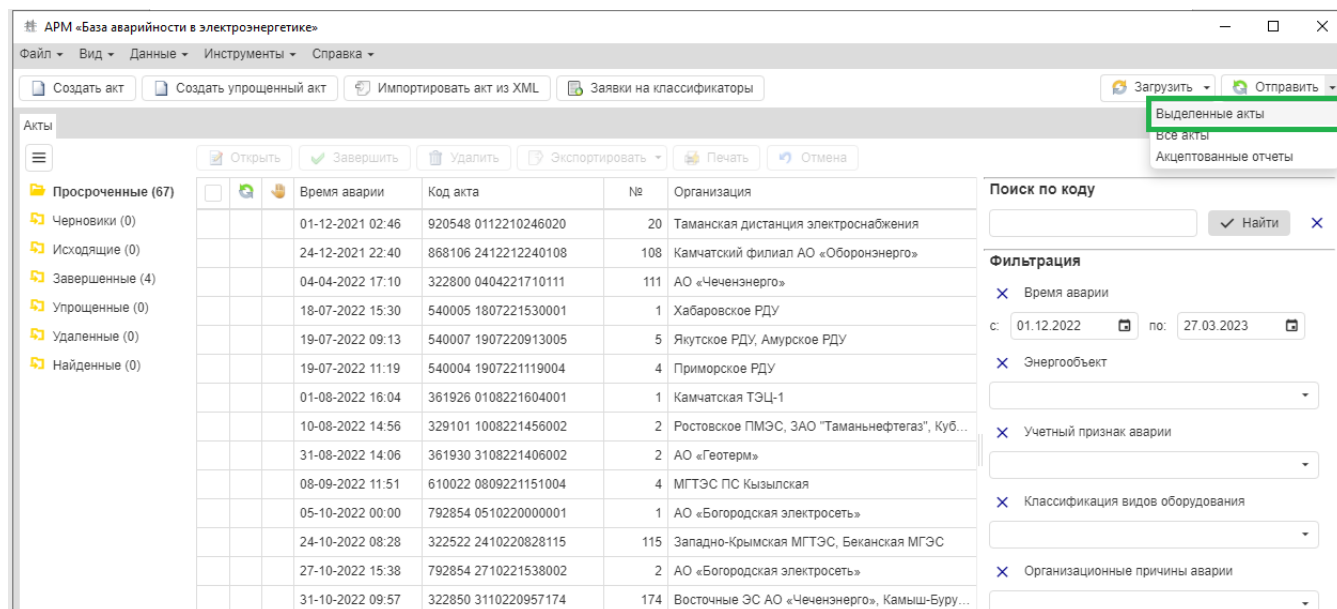 АРМ «База аварийности в электроэнергетике»
Файл Вид Данные Инструменты Справка
Создать акт Создать упрощенный акт Импортировать акт из XML Заявки на классификаторы Загрузить Отправить
Выделенные акты
Все акты
Акцептованные отчеты
Акты
Открыть Завершить Удалить Экспортировать Печать Отмена
Просроченные (67)
Черновики (0)
Исходящие (0)
Завершенные (4)
Упрощенные (0)
Удаленные (0)
Найденные (0)
Время аварии Код акта № Организация
01-12-2021 02:46 920548 0112210246020 20 Таманская дистанция электроснабжения
24-12-2021 22:40 868106 2412212240108 108 Камчатский филиал АО «Оборонэнерго»
04-04-2022 17:10 322800 0404221710111 111 АО «Чеченэнерго»
18-07-2022 15:30 540005 1807221530001 1 Хабаровское РДУ
19-07-2022 09:13 540007 1907220913005 5 Якутское РДУ, Амурское РДУ
19-07-2022 11:19 540004 1907221119004 4 Приморское РДУ
01-08-2022 16:04 361926 0108221604001 1 Камчатская ТЭЦ-1
10-08-2022 14:56 329101 1008221456002 2 Ростовское ПМЭС, ЗАО "Таманьнефтегаз", Куб...
31-08-2022 14:06 361930 3108221406002 2 АО «Геотерм»
08-09-2022 11:51 610022 0809221151004 4 МГТЭС ПС Кызылская
05-10-2022 00:00 792854 0510220000001 1 АО «Богородская электросеть»
24-10-2022 08:28 322522 2410220828115 115 Западно-Крымская МГТЭС, Беканская МГЭС
27-10-2022 15:38 792854 2710221538002 2 АО «Богородская электросеть»
31-10-2022 09:57 322850 3110220957174 174 Восточные ЭС АО «Чеченэнерго», Камыш-Буру...
Поиск по коду
Найти
Фильтрация
Время аварии
с: 01.12.2022 по: 27.03.2023
Энергообъект
Учетный признак аварии
Классификация видов оборудования
Организационные причины аварии